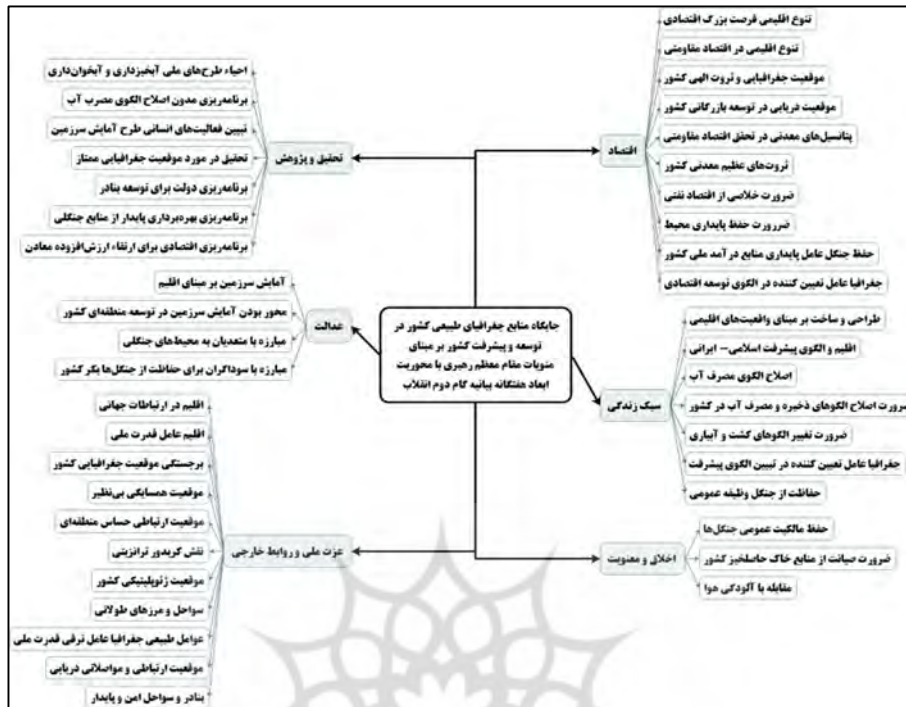 تنوع اقلیمی فرصت بزرگ اقتصادی
تنوع اقلیمی در اقتصاد مقاومتی
موقعیت جغرافیایی و ثروت الهی کشور
موقعیت دریایی در توسعه بازرگانی کشور
پتانسیل‌های معدنی در تحقق اقتصاد مقاومتی
ثروت‌های عظیم معدنی کشور
ضرورت خلاصی از اقتصاد نفتی
ضرورت حفظ پایداری محیط
حفظ جنگل عامل پایداری منابع در آمد ملی کشور
جغرافیا عامل تعیین کننده در الگوی توسعه اقتصادی
اقتصاد
احیاء طرح‌های ملی آبخیزداری و آبخوان‌داری
برنامه‌ریزی مدون اصلاح الگوی مصرب آب
تبیین فعالیت‌های انسانی طرح آمایش سرزمین
تحقیق در مورد موقعیت جغرافیایی ممتاز
برنامه‌ریزی دولت برای توسعه بنادر
برنامه‌ریزی بهره‌برداری پایدار از منابع جنگلی
برنامه‌ریزی اقتصادی برای ارتقاء ارزش‌افزوده معادن
تحقیق و پژوهش
جایگاه منابع جغرافیای طبیعی کشور در
توسعه و پیشرفت کشور بر مبنای
منویات مقام معظم رهبری با محوریت
ابعاد هفتگانه بیانیه گام دوم انقلاب
آمایش سرزمین بر مبنای اقلیم
محور بودن آمایش سرزمین در توسعه منطقه‌ای کشور
مبارزه با متعدیان به محیط‌های جنگلی
مبارزه با سوداگران برای حفاظت از جنگل‌ها بکر کشور
عدالت
طراحی و ساخت بر مبنای واقعیت‌های اقلیمی
اقلیم و الگوی پیشرفت اسلامی- ایرانی
اصلاح الگوی مصرف آب
ضرورت اصلاح الگوهای ذخیره و مصرف آب در کشور
ضرورت تغییر الگوهای کشت و آبیاری
جغرافیا عامل تعیین کننده در تبیین الگوی پیشرفت
حفاظت از جنگل وظیفه عمومی
سبک زندگی
اقلیم در ارتباطات جهانی
اقلیم عامل قدرت ملی
برجستگی موقعیت جغرافیایی کشور
موقعیت همسایگی بی‌نظیر
موقعیت ارتباطی حساس منطقه‌ای
نقش کریدور ترانزیتی
موقعیت ژئوپلیتیکی کشور
سواحل و مرزهای طولانی
عوامل طبیعی جغرافیا عامل ترقی قدرت ملی
موقعیت ارتباطی و مواصلاتی دریایی
بنادر و سواحل امن و پایدار
عزت ملی و روابط خارجی
حفظ مالکیت عمومی جنگل‌ها
ضرورت صیانت از منابع خاک حاصلخیز کشور
مقابله با آلودگی هوا
اخلاق و معنویت